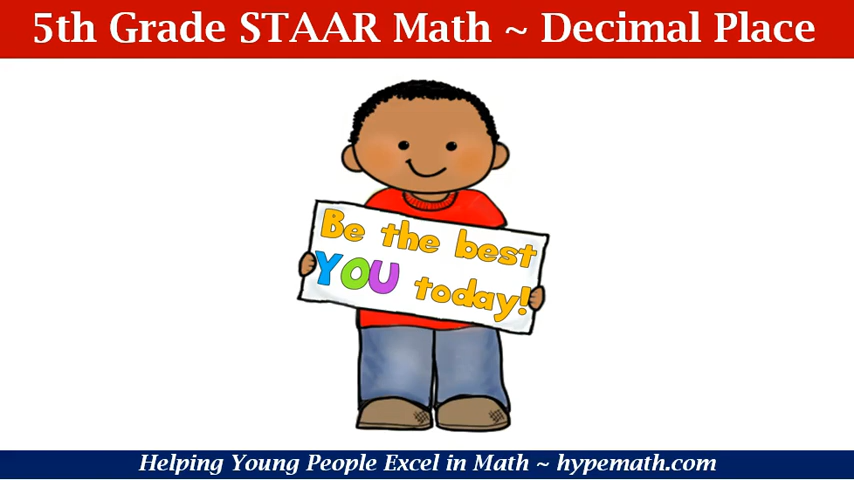 5th Grade STAAR Math ~ Decimal Place
Be the best
YOU today!
Helping Young People Excel in Math ~ hypemath.com